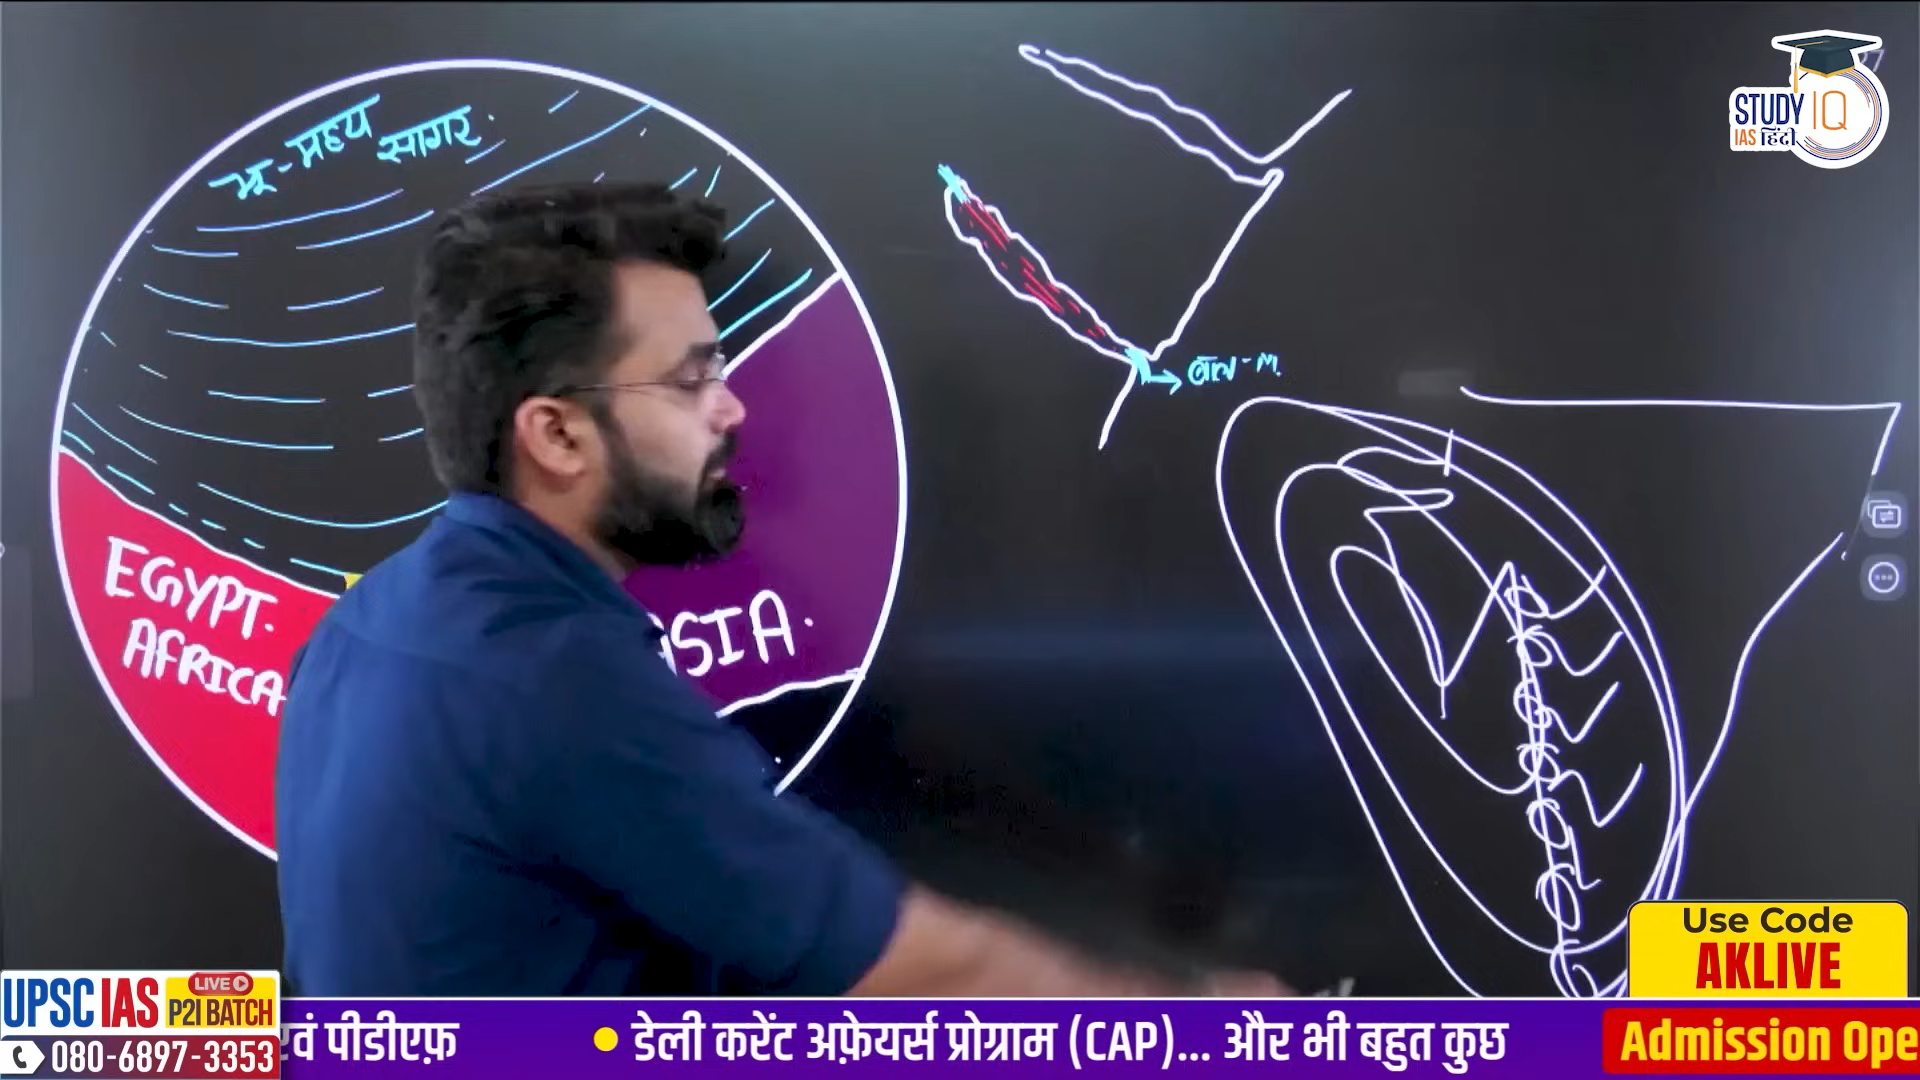 भू-मध्य
सागर.
EGYPT.
AFRICA
ASIA.
STUDY IQ
IAS हिंदी
Use Code
AKLIVE
UPSC IAS
LIVE
P2I BATCH
080-6897-3353
एवं पीडीएफ़
डेली करेंट अफ़ेयर्स प्रोग्राम (CAP)... और भी बहुत कुछ
Admission Ope